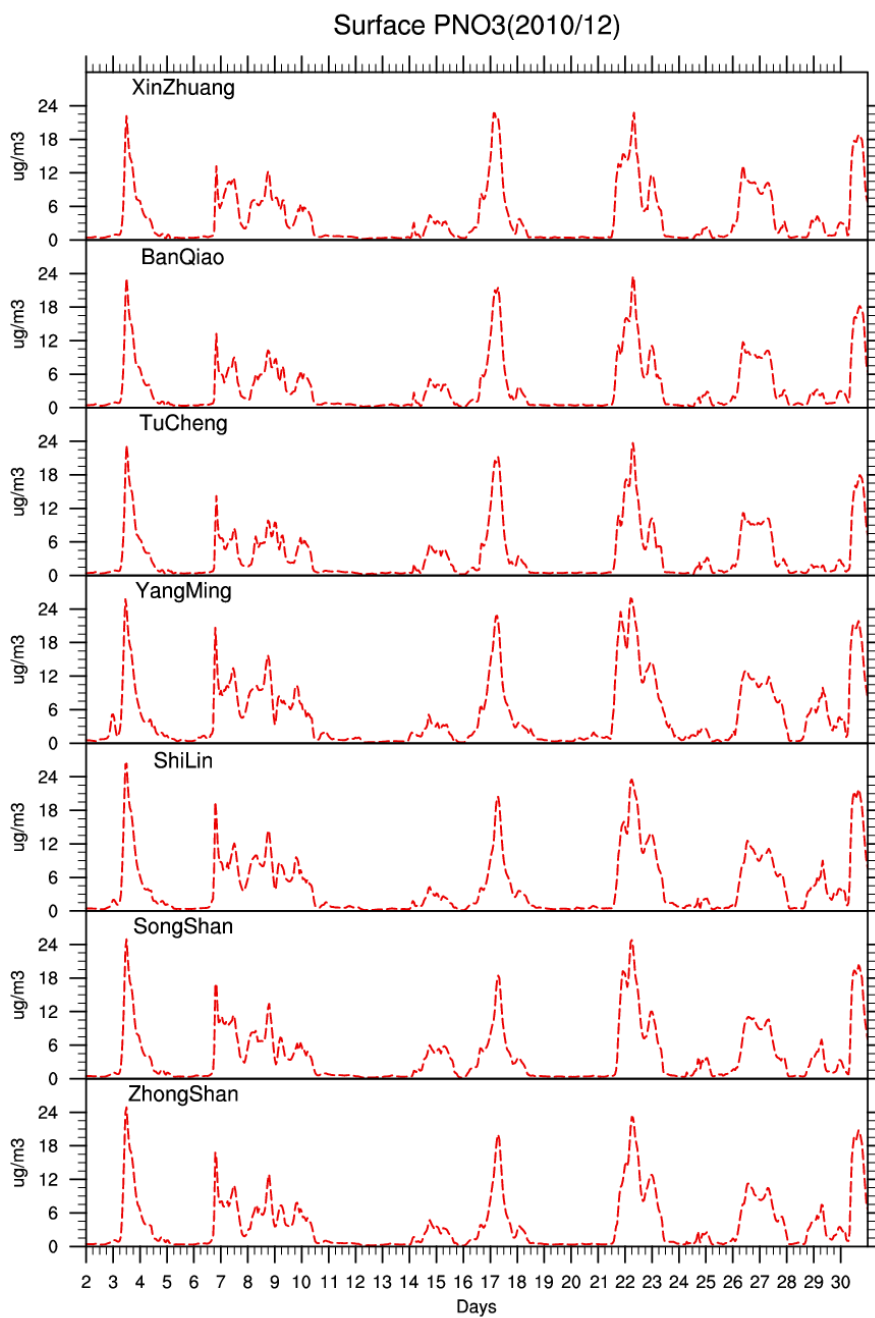 Surface PNO3(2010/12)
XinZhuang
24
18
12
6
0
ug/m3
BanQiao
24
18
12
6
0
ug/m3
TuCheng
24
18
12
6
0
ug/m3
YangMing
24
18
12
6
0
ug/m3
ShiLin
24
18
12
6
0
ug/m3
SongShan
24
18
12
6
0
ug/m3
ZhongShan
24
18
12
6
0
ug/m3
2 3 4 5 6 7 8 9 10 11 12 13 14 15 16 17 18 19 20 21 22 23 24 25 26 27 28 29 30
Days